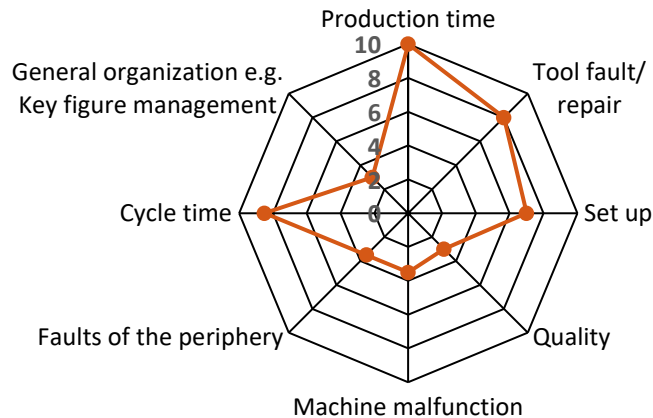 Production time
10
8
6
4
2
0
General organization e.g.
Key figure management
Tool fault/
repair
Cycle time
Set up
Faults of the periphery
Quality
Machine malfunction